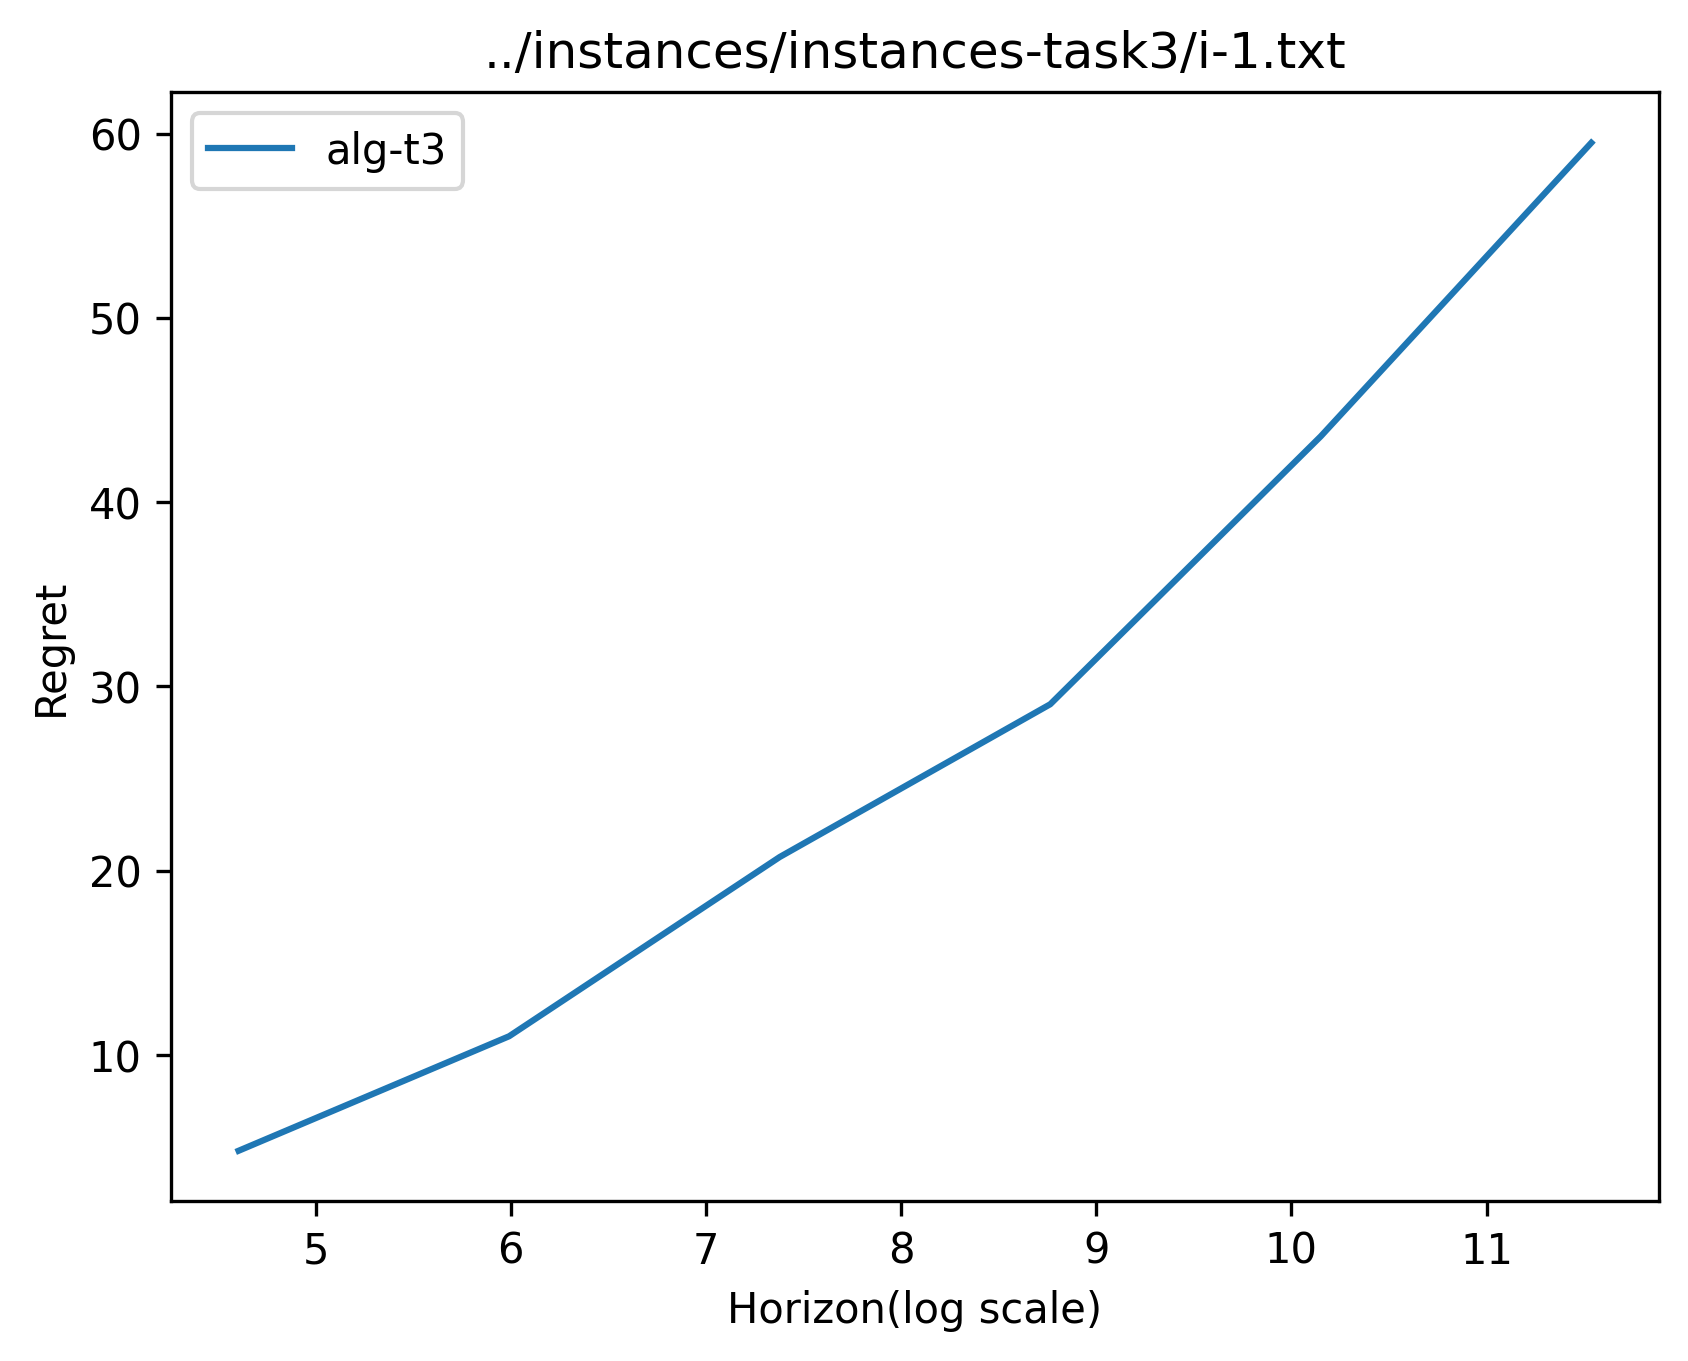 ../instances/instances-task3/i-1.txt
alg-t3
60
50
40
30
20
10
Regret
5 6 7 8 9 10 11
Horizon(log scale)